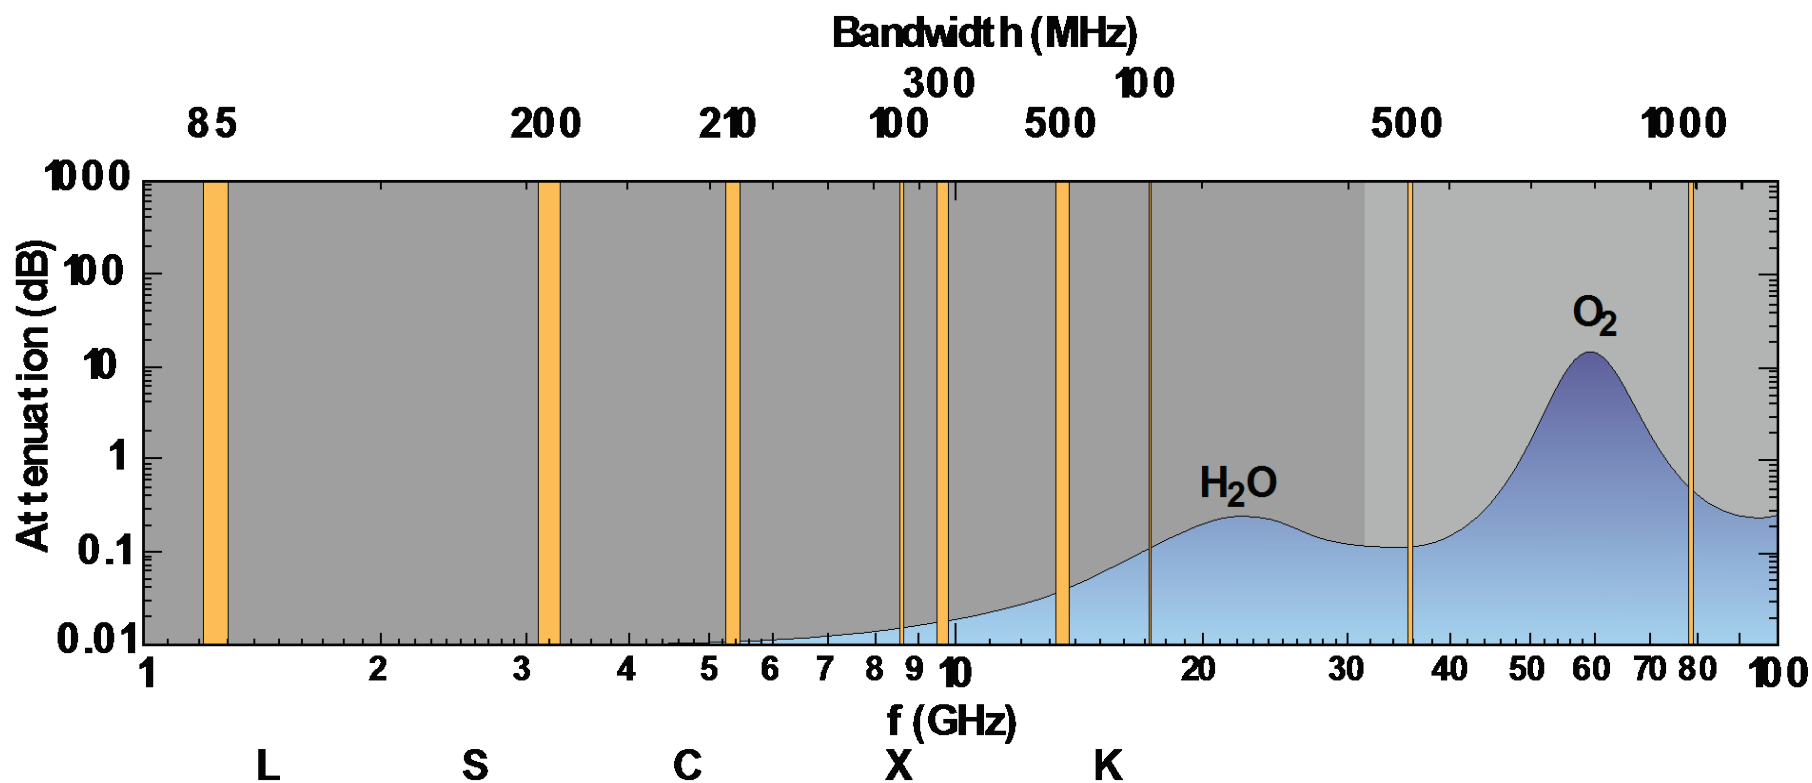 Bandwidth (MHz)
300 100
85 200 210 100 500 500 1000
1000
100
10
1
0.1
0.01
Attenuation (dB)
O₂
H₂O
1 2 3 4 5 6 7 8 9 10 20 30 40 50 60 70 80 100
f (GHz)
L S C X K